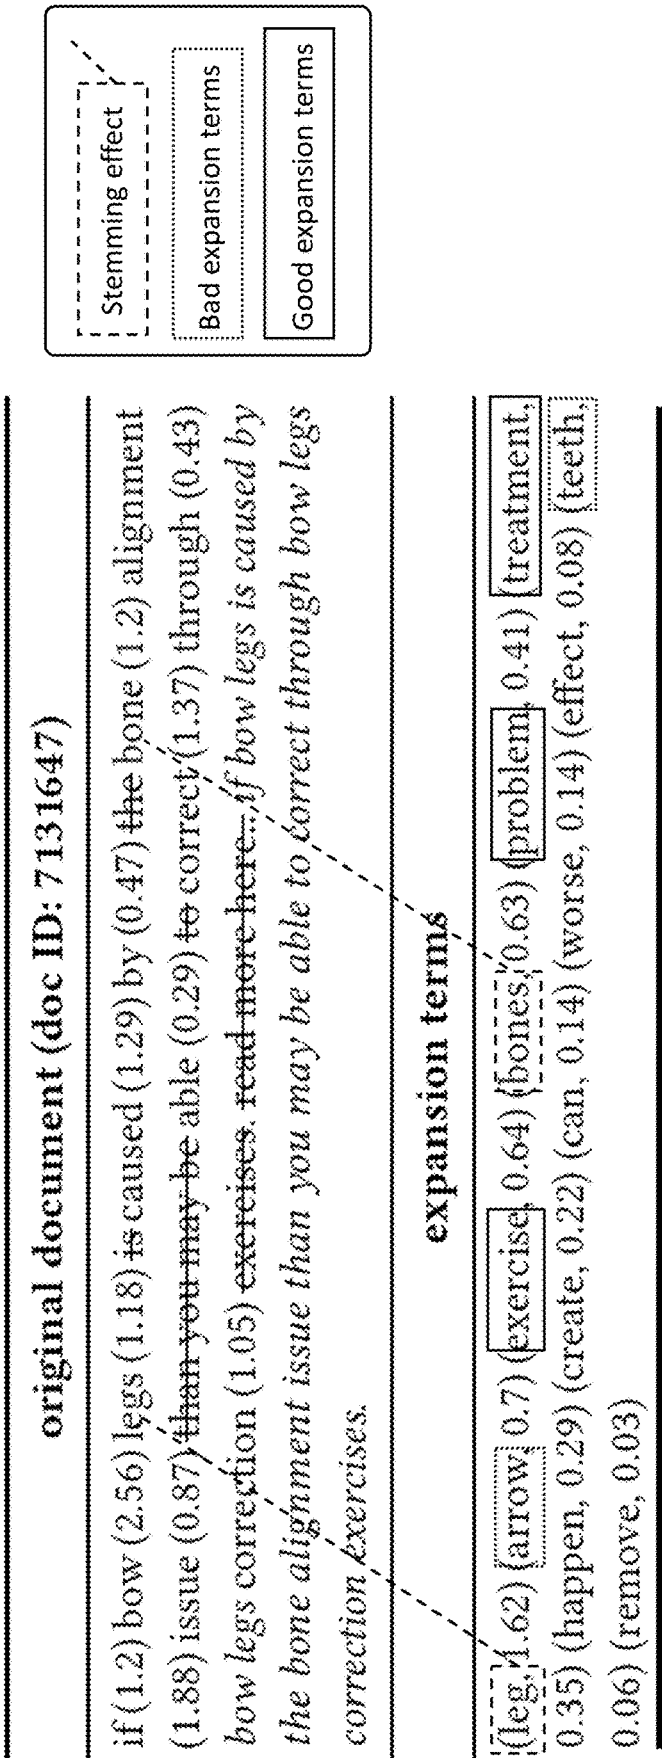 original document (doc ID: 7131647)
if (1.2) bow (2.56) legs (1.18) is caused (1.29) by (0.47) the bone (1.2) alignment
(1.88) issue (0.87) than you may be able (0.29) to correct (1.37) through (0.43)
bow legs correction (1.05) exercises. read more here.. if bow legs is caused by
the bone alignment issue than you may be able to correct through bow legs
correction exercises.
expansion terms
(leg, 1.62) (arrow, 0.7) (exercise, 0.64) (bones, 0.63) (problem, 0.41) (treatment,
0.35) (happen, 0.29) (create, 0.22) (can, 0.14) (worse, 0.14) (effect, 0.08) (teeth,
0.06) (remove, 0.03)
Stemming effect
Bad expansion terms
Good expansion terms